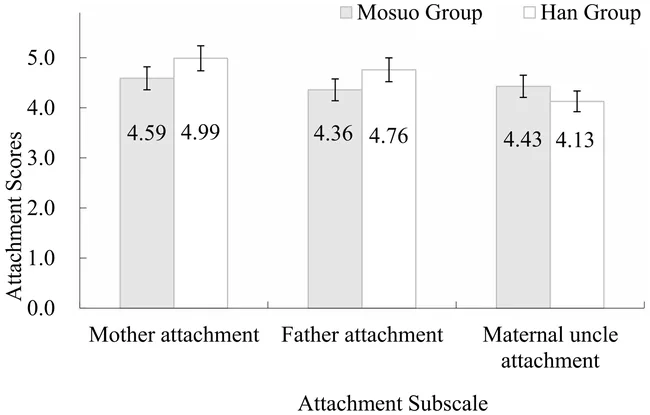 Mosuo Group Han Group
5.0
4.0
3.0
2.0
1.0
0.0
Attachment Scores
4.59 4.99
4.36 4.76
4.43 4.13
Mother attachment Father attachment Maternal uncle
attachment
Attachment Subscale